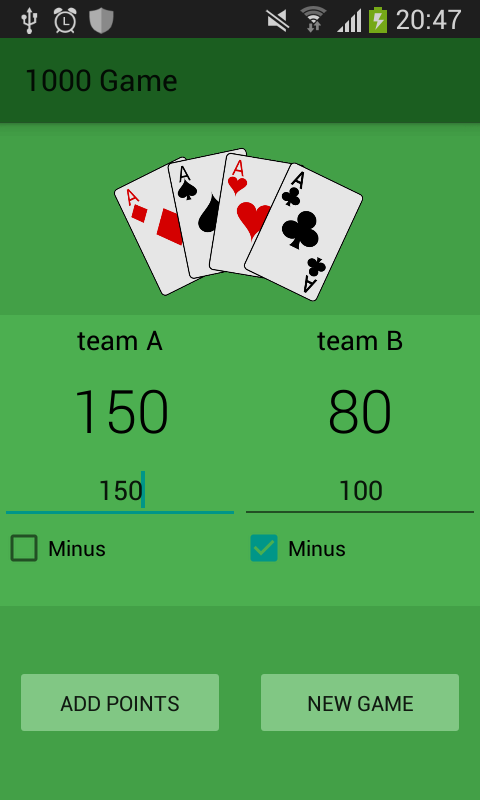 20:47
1000 Game
A A A A
A
team A team B
150 80
150 100
Minus Minus
ADD POINTS NEW GAME